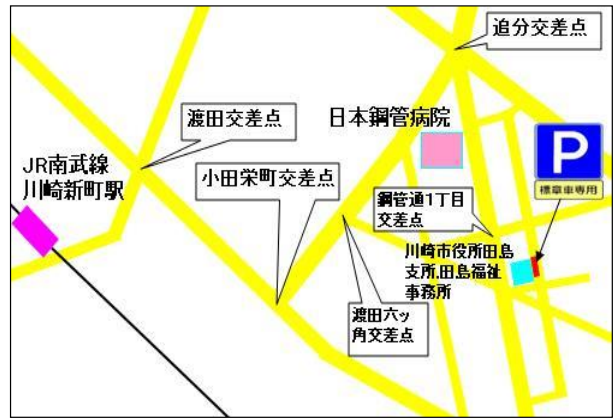 追分交差点
日本鋼管病院
渡田交差点
JR南武線
川崎新町駅
小田栄町交差点
P
標章車専用
鋼管通1丁目
交差点
川崎市役所田島
支所,田島福祉
事務所
渡田六ッ
角交差点